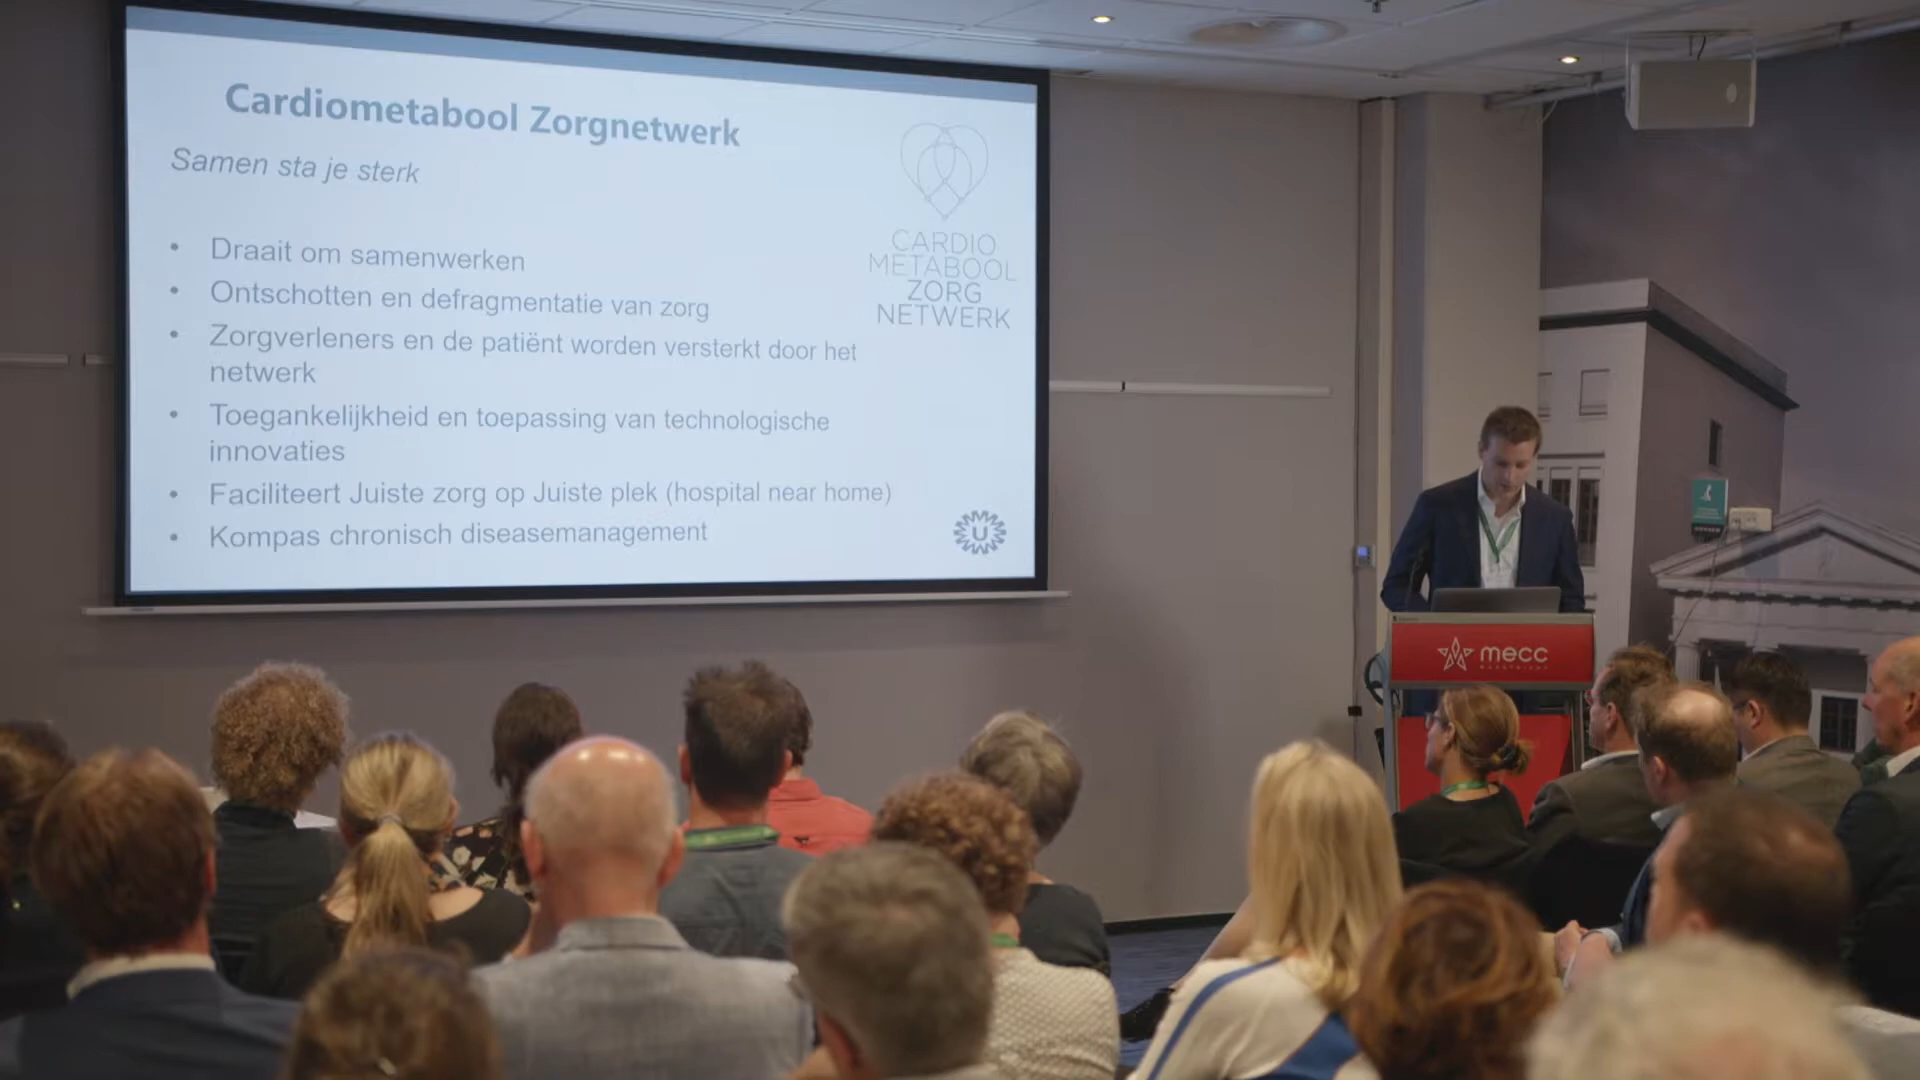 Cardiometabool Zorgnetwerk
Samen sta je sterk
• Draait om samenwerken
• Ontschotten en defragmentatie van zorg
• Zorgverleners en de patiënt worden versterkt door het
netwerk
• Toegankelijkheid en toepassing van technologische
innovaties
• Faciliteert Juiste zorg op Juiste plek (hospital near home)
• Kompas chronisch diseasemanagement
CARDIO
METABOOL
ZORG
NETWERK
U
mecc